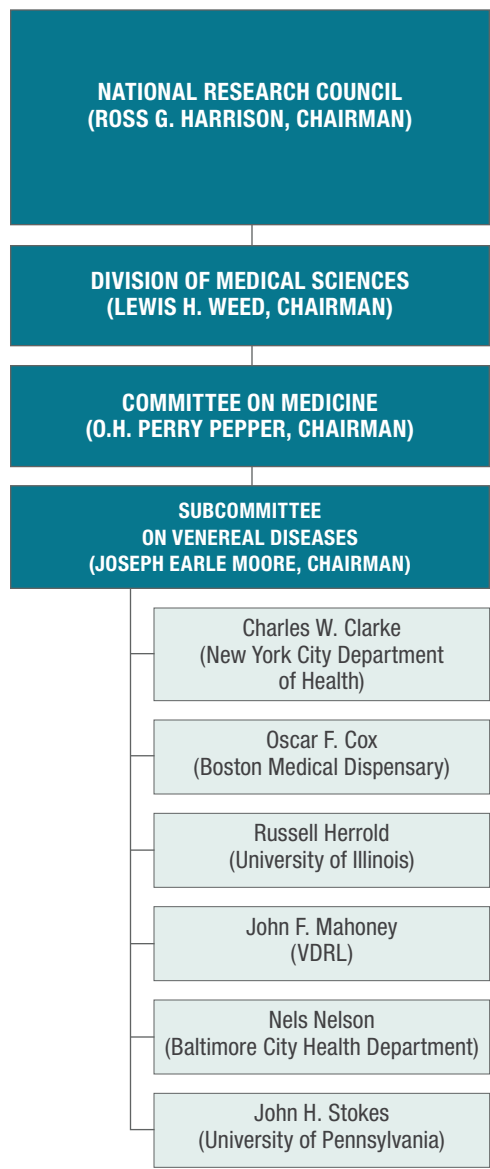 NATIONAL RESEARCH COUNCIL
(ROSS G. HARRISON, CHAIRMAN)
DIVISION OF MEDICAL SCIENCES
(LEWIS H. WEED, CHAIRMAN)
COMMITTEE ON MEDICINE
(O.H. PERRY PEPPER, CHAIRMAN)
SUBCOMMITTEE
ON VENEREAL DISEASES
(JOSEPH EARLE MOORE, CHAIRMAN)
Charles W. Clarke
(New York City Department
of Health)
Oscar F. Cox
(Boston Medical Dispensary)
Russell Herrold
(University of Illinois)
John F. Mahoney
(VDRL)
Nels Nelson
(Baltimore City Health Department)
John H. Stokes
(University of Pennsylvania)